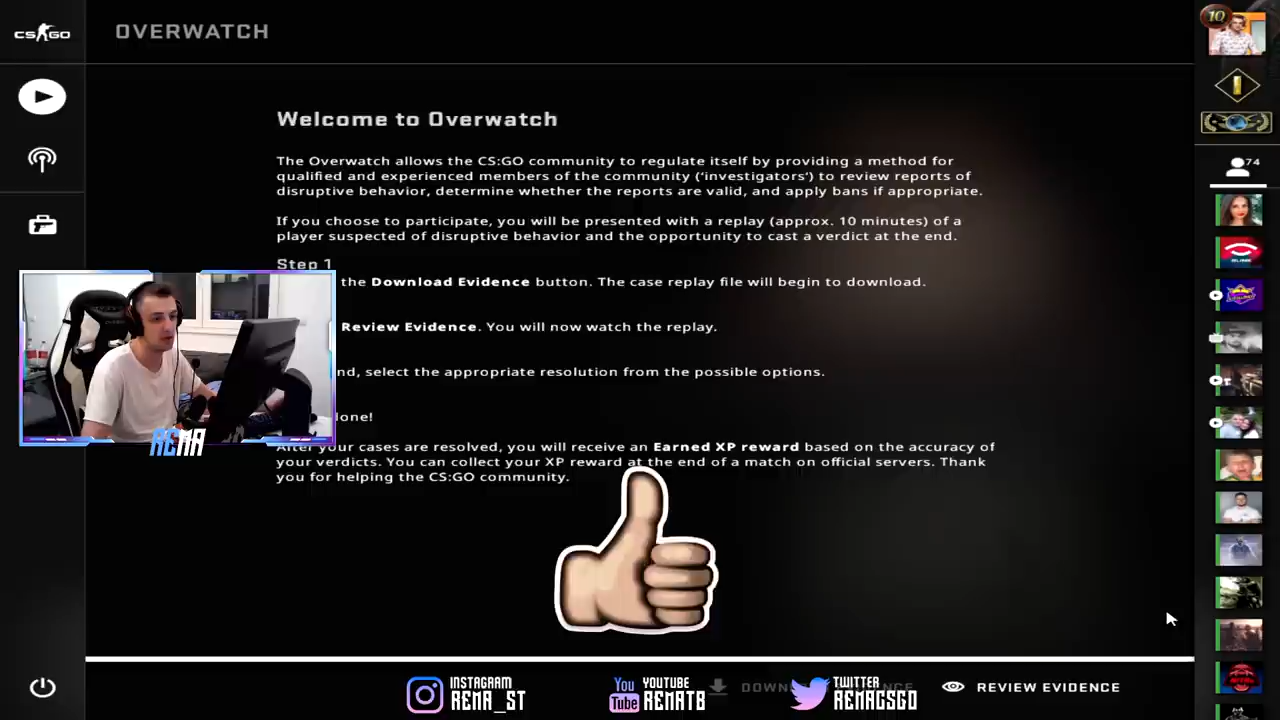 CS:GO
OVERWATCH
10
Welcome to Overwatch
The Overwatch allows the CS:GO community to regulate itself by providing a method for
qualified and experienced members of the community ('investigators') to review reports of
disruptive behavior, determine whether the reports are valid, and apply bans if appropriate.
If you choose to participate, you will be presented with a replay (approx. 10 minutes) of a
player suspected of disruptive behavior and the opportunity to cast a verdict at the end.
Step 1
the Download Evidence button. The case replay file will begin to download.
Review Evidence. You will now watch the replay.
nd, select the appropriate resolution from the possible options.
done!
After your cases are resolved, you will receive an Earned XP reward based on the accuracy of
your verdicts. You can collect your XP reward at the end of a match on official servers. Thank
you for helping the CS:GO community.
74
REMA
INSTAGRAM
REMA_ST
You
Tube
YOUTUBE
REMATB
DOWN
NCE
TWITTER
REMACSGO
REVIEW EVIDENCE